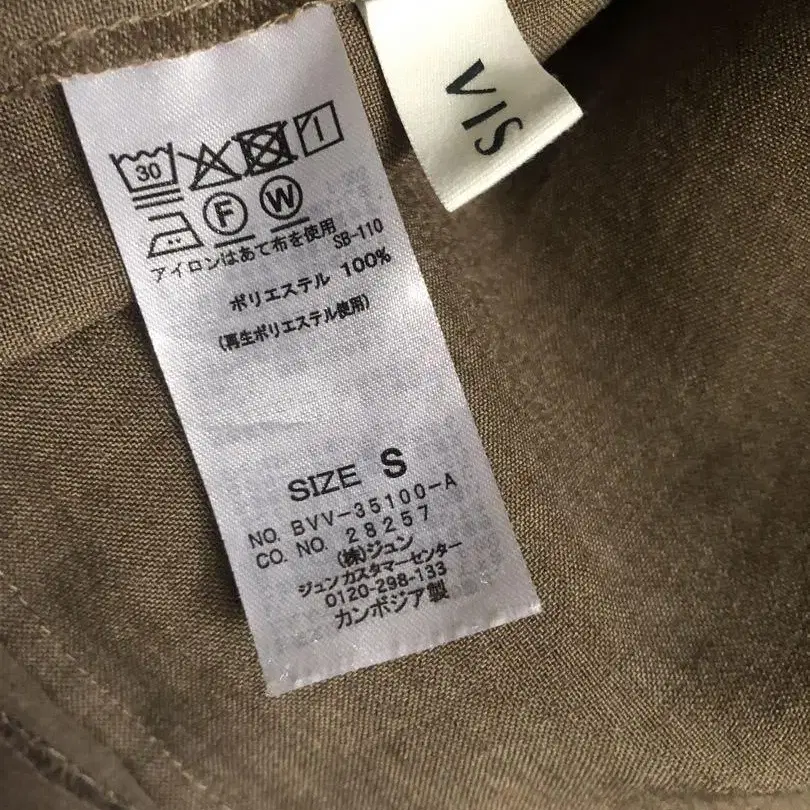 VIS
30
F W
アイロンはあて布を使用
SB-110
ポリエステル 100%
(再生ポリエステル使用)
SIZE S
NO. BVV-35100-A
CO. NO. 28257
(株)ジュン
ジュンカスタマーセンター
0120-298-133
カンボジア製